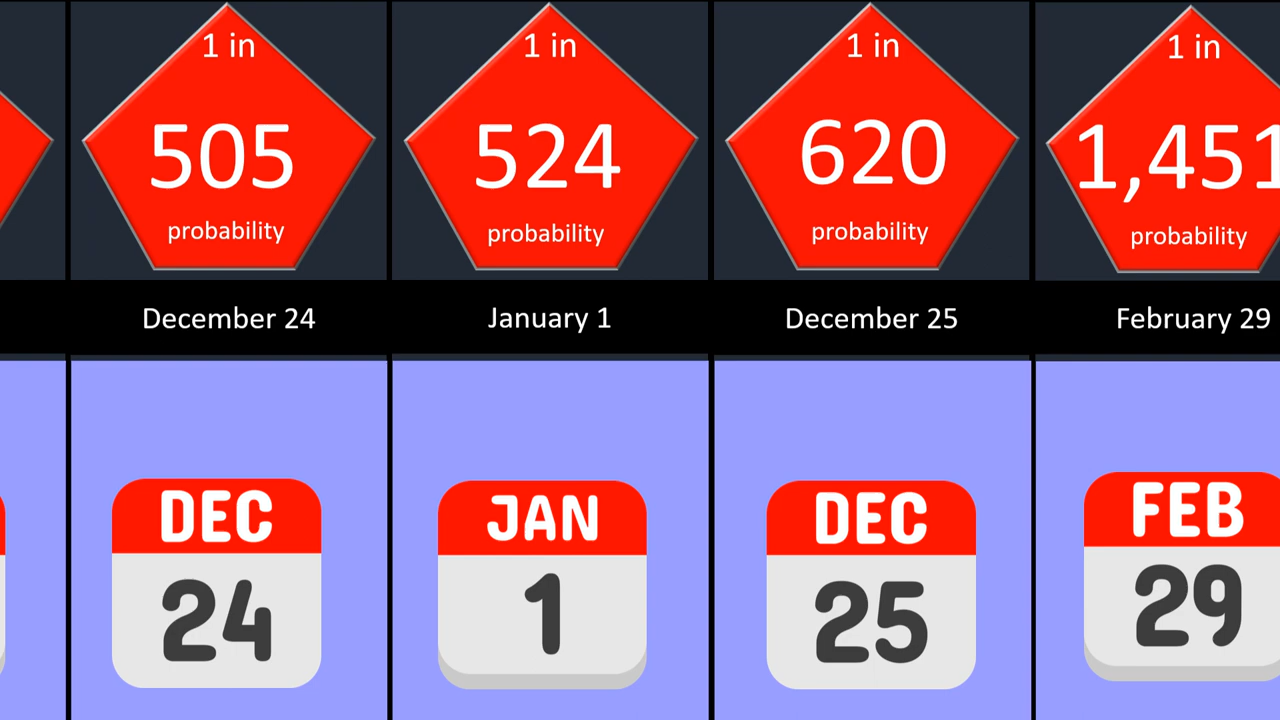 1 in
505
probability
December 24
DEC
24
1 in
524
probability
January 1
JAN
1
1 in
620
probability
December 25
DEC
25
1 in
1,451
probability
February 29
FEB
29